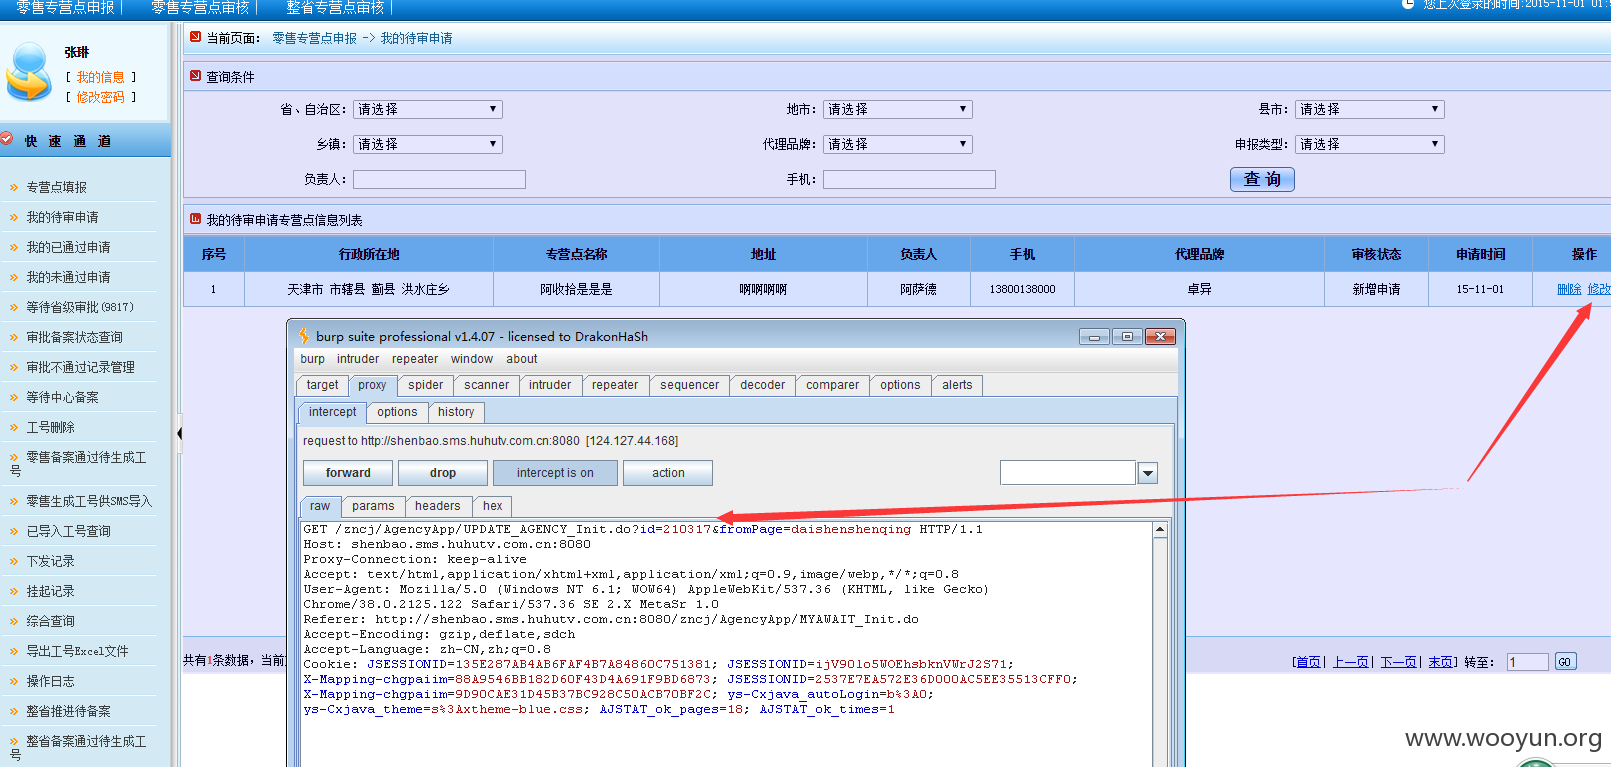 零售专营点申报 | 零售专营点审核 | 整省专营点审核 |
您上次登录的时间:2015-11-01 01:
张琳
[ 我的信息 ]
[ 修改密码 ]
快 速 通 道
专营点填报
我的待审申请
我的已通过申请
我的未通过申请
等待省级审批(9817)
审批备案状态查询
审批不通过记录管理
等待中心备案
工号删除
零售备案通过待生成工
号
零售生成工号供SMS导入
已导入工号查询
下发记录
挂起记录
综合查询
导出工号Excel文件
操作日志
整省推进待备案
整省备案通过待生成工
号
当前页面： 零售专营点申报 -> 我的待审申请
查询条件
省、自治区: 请选择 地市: 请选择 县市: 请选择
乡镇: 请选择 代理品牌: 请选择 申报类型: 请选择
负责人: 手机: 查 询
我的待审申请专营点信息列表
序号 行政所在地 专营点名称 地址 负责人 手机 代理品牌 审核状态 申请时间 操作
1 天津市 市辖县 蓟县 洪水庄乡 阿收拾是是是 啊啊啊啊 阿萨德 13800138000 卓异 新增申请 15-11-01 删除 修改
burp suite professional v1.4.07 - licensed to DrakonHaSh
burp intruder repeater window about
target proxy spider scanner intruder repeater sequencer decoder comparer options alerts
intercept options history
request to http://shenbao.sms.huhutv.com.cn:8080 [124.127.44.168]
forward drop intercept is on action
raw params headers hex
GET /zncj/AgencyApp/UPDATE_AGENCY_Init.do?id=210317&fromPage=daishenshenqing HTTP/1.1
Host: shenbao.sms.huhutv.com.cn:8080
Proxy-Connection: keep-alive
Accept: text/html,application/xhtml+xml,application/xml;q=0.9,image/webp,*/*;q=0.8
User-Agent: Mozilla/5.0 (Windows NT 6.1; WOW64) AppleWebKit/537.36 (KHTML, like Gecko)
Chrome/38.0.2125.122 Safari/537.36 SE 2.X MetaSr 1.0
Referer: http://shenbao.sms.huhutv.com.cn:8080/zncj/AgencyApp/MYAWAIT_Init.do
Accept-Encoding: gzip,deflate,sdch
Accept-Language: zh-CN,zh;q=0.8
Cookie: JSESSIONID=135E287AB4AB6FAF4B7A84860C751381; JSESSIONID=ijV9Ol05WOEhsbknVWrJ2S71;
X-Mapping-chgpaiim=88A9546BB182D60F43D4A691F9BD6873; JSESSIONID=2537E7EA572E36D000AC5EE35513CFF0;
X-Mapping-chgpaiim=9D90CAE31D45B37BC928C50ACB70BF2C; ys-Cxjava_autoLogin=b%3A0;
ys-Cxjava_theme=s%3Axtheme-blue.css; AJSTAT_ok_pages=18; AJSTAT_ok_times=1
共有1条数据, 当前 [首页| 上一页| 下一页| 末页] 转至: 1 GO
www.wooyun.org